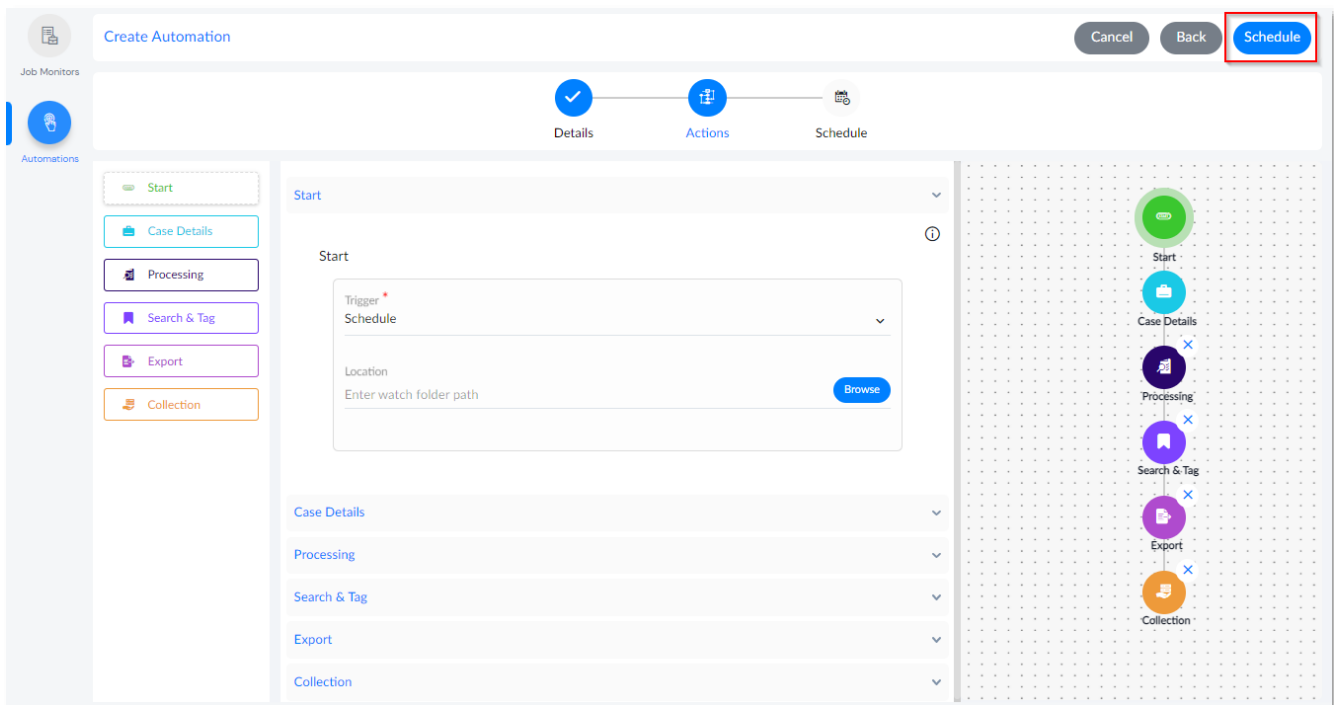 Job Monitors
Automations
Create Automation
Cancel
Back
Schedule
Details
Actions
Schedule
Start
Case Details
Processing
Search & Tag
Export
Collection
Start
Start
Trigger *
Schedule
Location
Enter watch folder path
Browse
Case Details
Processing
Search & Tag
Export
Collection
Start
Case Details
Processing
Search & Tag
Export
Collection